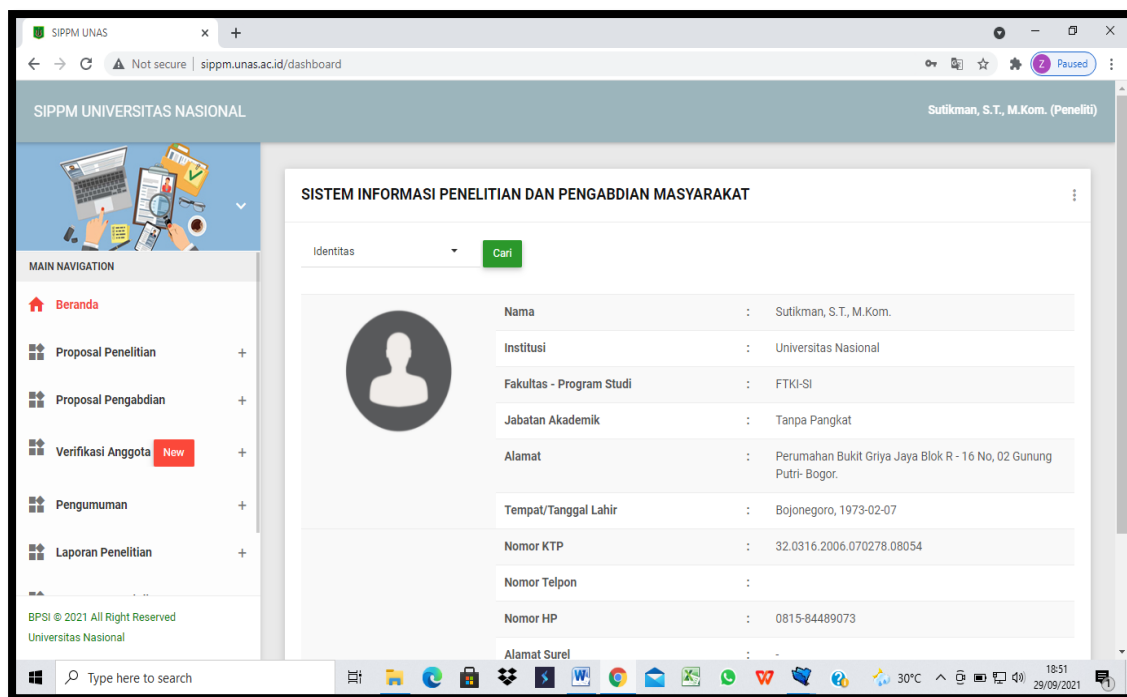 SIPPM UNAS
Not secure | sippm.unas.ac.id/dashboard
Z Paused
SIPPM UNIVERSITAS NASIONAL
Sutikman, S.T., M.Kom. (Peneliti)
MAIN NAVIGATION
Beranda
Proposal Penelitian +
Proposal Pengabdian +
Verifikasi Anggota New +
Pengumuman +
Laporan Penelitian +
BPSI © 2021 All Right Reserved
Universitas Nasional
SISTEM INFORMASI PENELITIAN DAN PENGABDIAN MASYARAKAT
Identitas Cari
Nama : Sutikman, S.T., M.Kom.
Institusi : Universitas Nasional
Fakultas - Program Studi : FTKI-SI
Jabatan Akademik : Tanpa Pangkat
Alamat : Perumahan Bukit Griya Jaya Blok R - 16 No, 02 Gunung
Putri- Bogor.
Tempat/Tanggal Lahir : Bojonegoro, 1973-02-07
Nomor KTP : 32.0316.2006.070278.08054
Nomor Telpon :
Nomor HP : 0815-84489073
Alamat Surel : -
Type here to search
30°C
18:51
29/09/2021